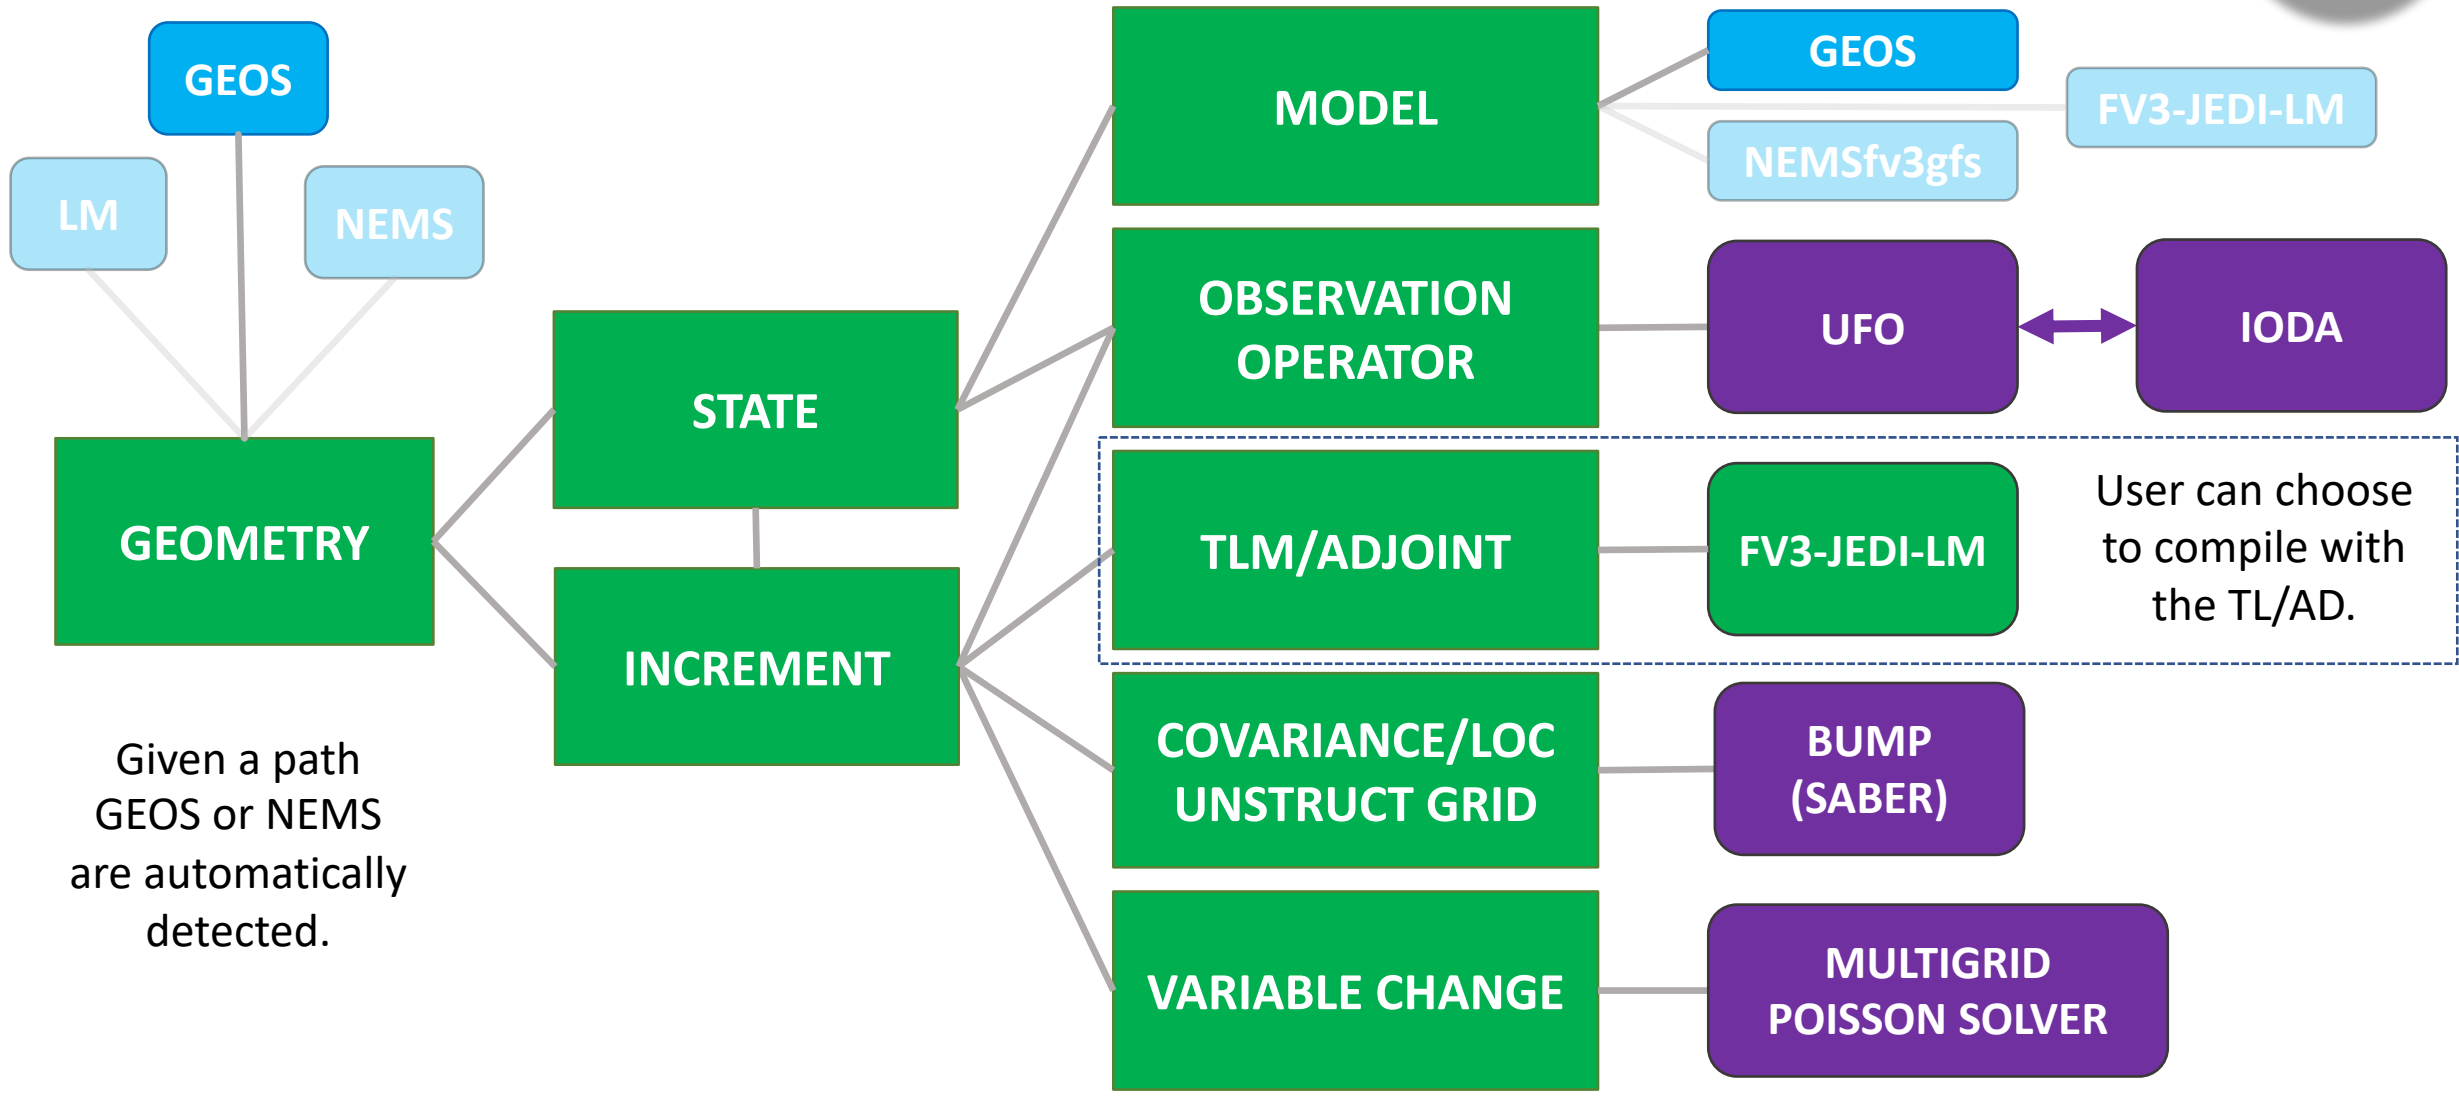 GEOS
LM
NEMS
GEOMETRY
Given a path
GEOS or NEMS
are automatically
detected.
STATE
INCREMENT
MODEL
GEOS
FV3-JEDI-LM
NEMSfv3gfs
OBSERVATION
OPERATOR
UFO
IODA
TLM/ADJOINT
FV3-JEDI-LM
User can choose
to compile with
the TL/AD.
COVARIANCE/LOC
UNSTRUCT GRID
BUMP
(SABER)
VARIABLE CHANGE
MULTIGRID
POISSON SOLVER